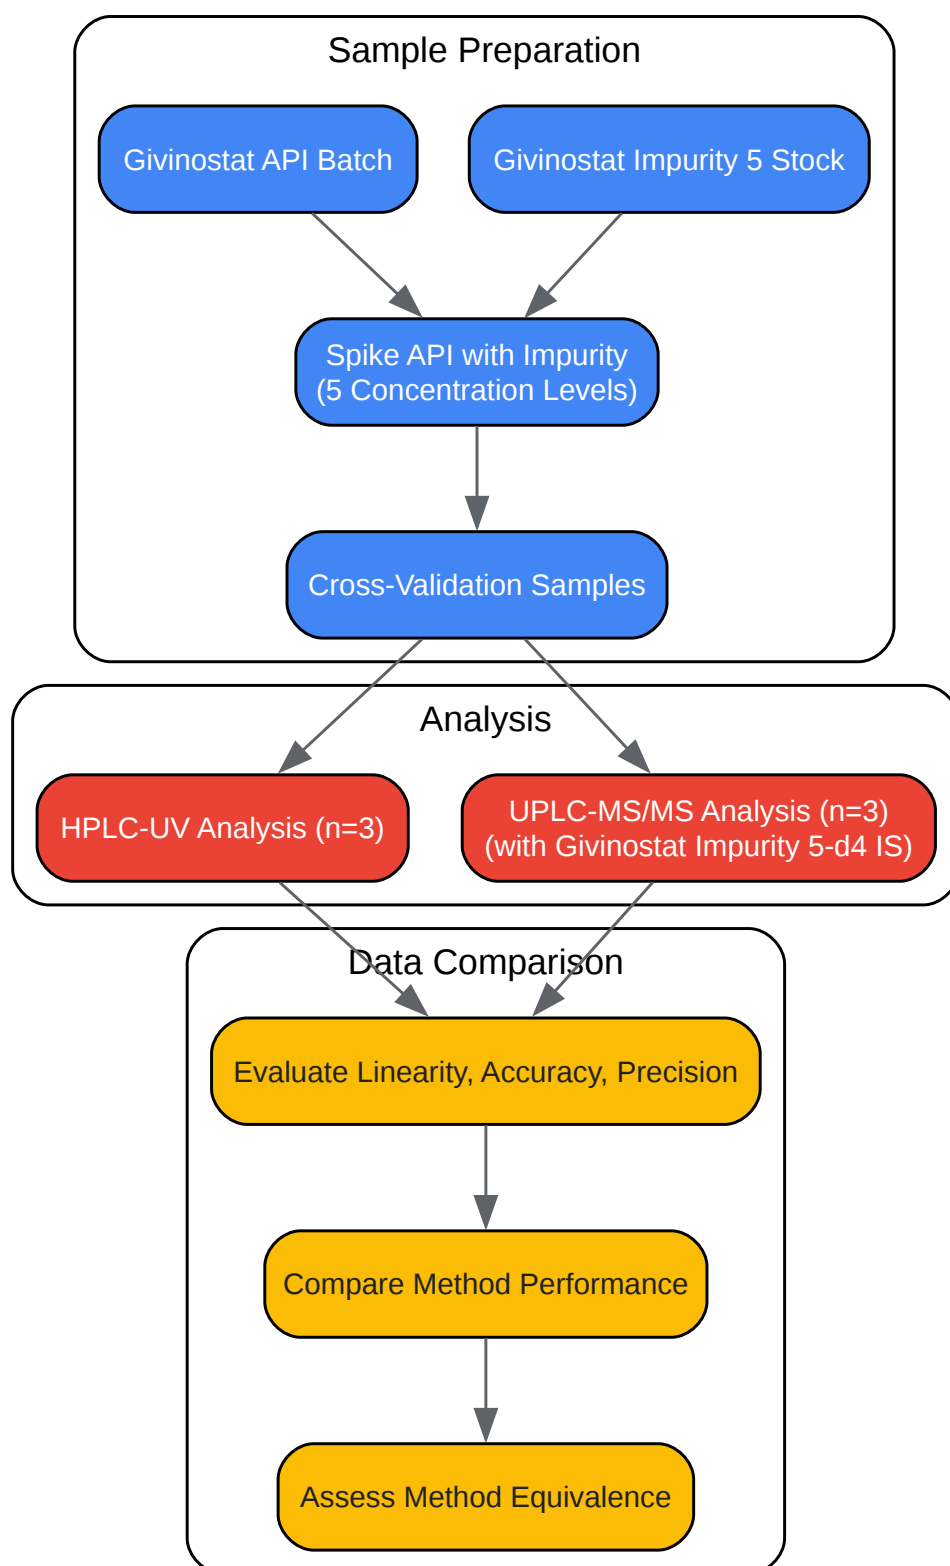 Sample Preparation
Givinostat API Batch
Givinostat Impurity 5 Stock
Spike API with Impurity
(5 Concentration Levels)
Cross-Validation Samples
Analysis
HPLC-UV Analysis (n=3)
UPLC-MS/MS Analysis (n=3)
(with Givinostat Impurity 5-d4 IS)
Data Comparison
Evaluate Linearity, Accuracy, Precision
Compare Method Performance
Assess Method Equivalence